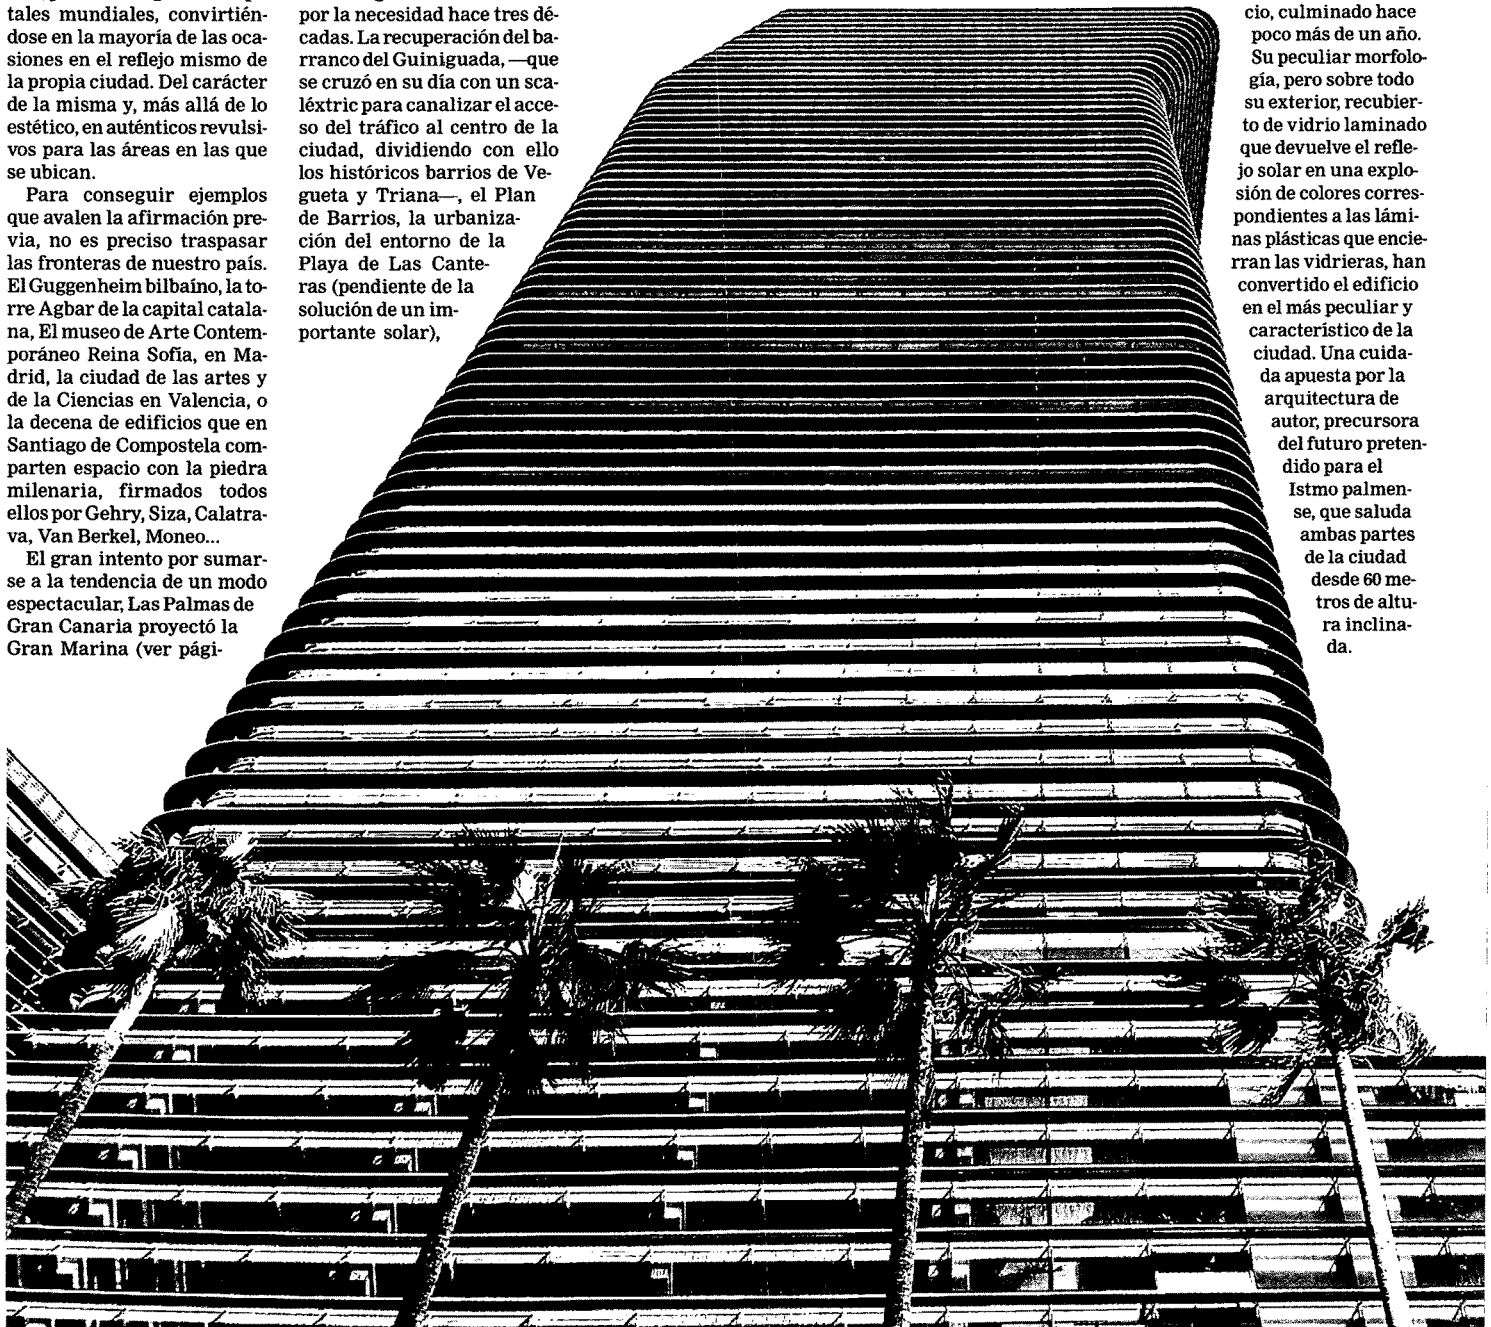 tales mundiales, convirtién-
dose en la mayoría de las oca-
siones en el reflejo mismo de
la propia ciudad. Del carácter
de la misma y, más allá de lo
estético, en auténticos revulsi-
vos para las áreas en las que
se ubican.
Para conseguir ejemplos
que avalen la afirmación pre-
via, no es preciso traspasar
las fronteras de nuestro país.
El Guggenheim bilbaíno, la to-
rre Agbar de la capital catala-
na, El museo de Arte Contem-
poráneo Reina Sofía, en Ma-
drid, la ciudad de las artes y
de la Ciencias en Valencia, o
la decena de edificios que en
Santiago de Compostela com-
parten espacio con la piedra
milenaria, firmados todos
ellos por Gehry, Siza, Calatra-
va, Van Berkel, Moneo...
El gran intento por sumar-
se a la tendencia de un modo
espectacular, Las Palmas de
Gran Canaria proyectó la
Gran Marina (ver pági-
por la necesidad hace tres dé-
cadas. La recuperación del ba-
rranco del Guiniguada, —que
se cruzó en su día con un sca-
léxtric para canalizar el acce-
so del tráfico al centro de la
ciudad, dividiendo con ello
los históricos barrios de Ve-
gueta y Triana—, el Plan
de Barrios, la urbaniza-
ción del entorno de la
Playa de Las Cante-
ras (pendiente de la
solución de un im-
portante solar),
cio, culminado hace
poco más de un año.
Su peculiar morfolo-
gía, pero sobre todo
su exterior, recubier-
to de vidrio laminado
que devuelve el refle-
jo solar en una explo-
sión de colores corres-
pondientes a las lámi-
nas plásticas que encie-
rran las vidrieras, han
convertido el edificio
en el más peculiar y
característico de la
ciudad. Una cuida-
da apuesta por la
arquitectura de
autor, precursora
del futuro preten-
dido para el
Istmo palmen-
se, que saluda
ambas partes
de la ciudad
desde 60 me-
tros de altu-
ra inclina-
da.